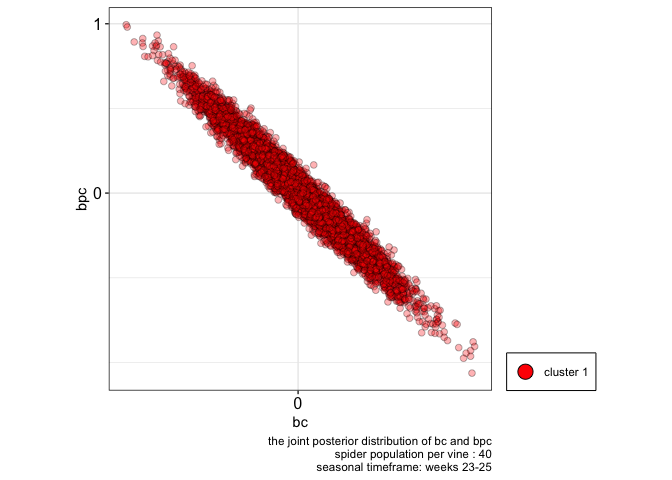 1
0
bpc
0
bc
cluster 1
the joint posterior distribution of bc and bpc
spider population per vine : 40
seasonal timeframe: weeks 23-25